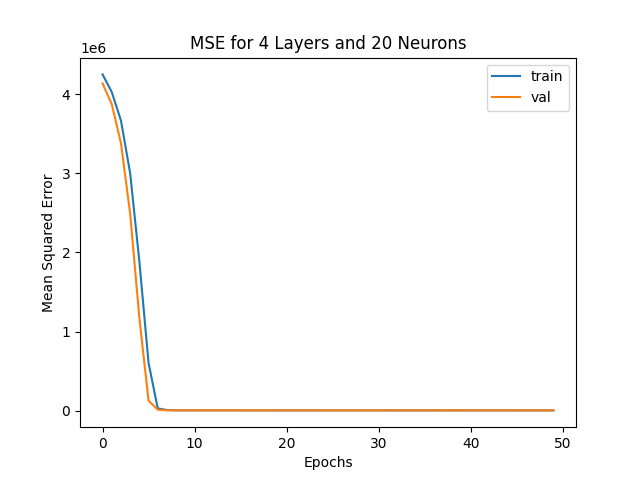 MSE for 4 Layers and 20 Neurons
1e6
train
val
4
3
2
1
0
Mean Squared Error
0 10 20 30 40 50
Epochs